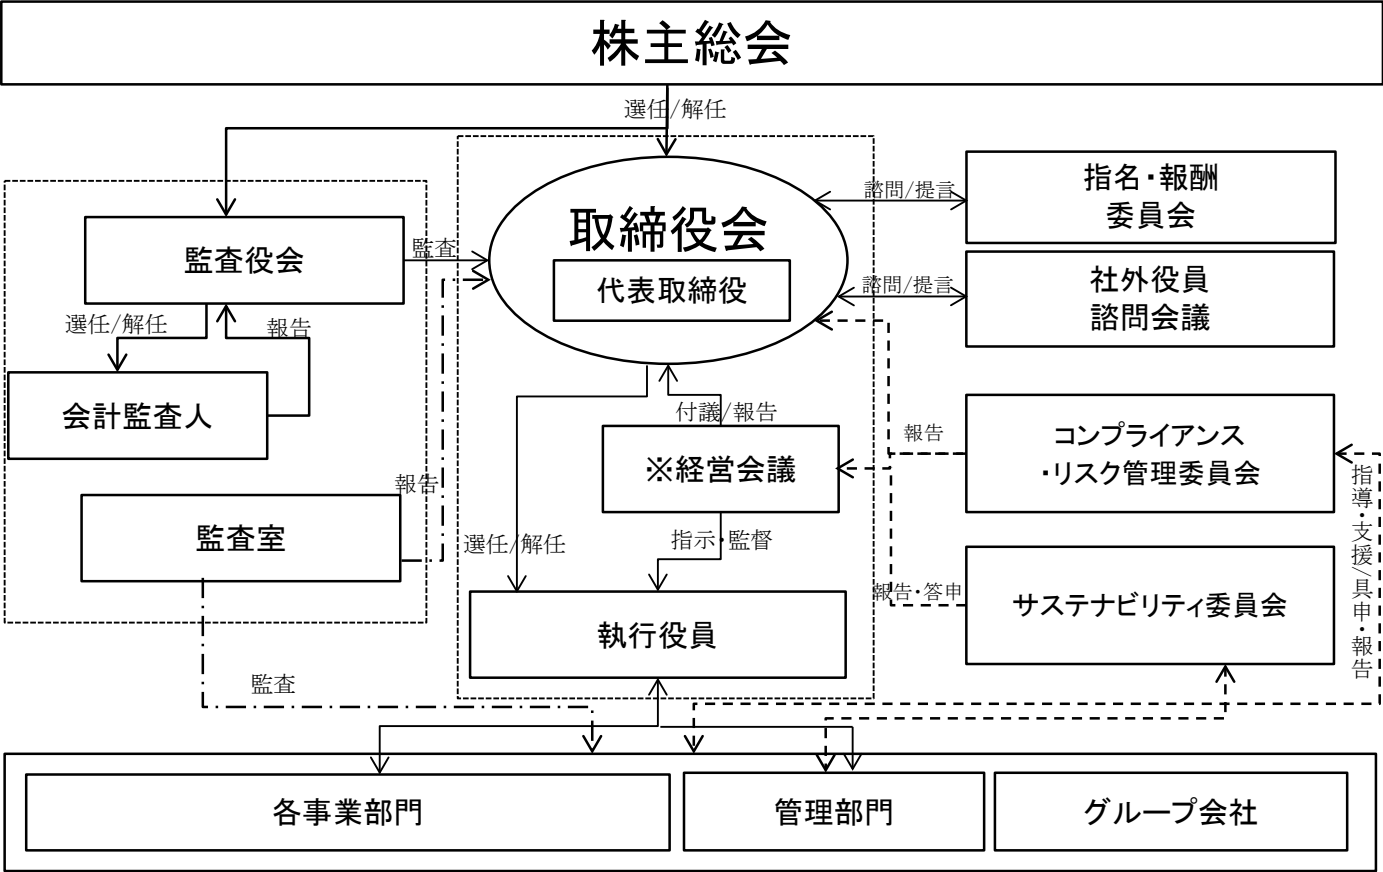 株主総会
選任/解任
指名・報酬
委員会
諮問/提言
取締役会
代表取締役
監査役会
監査
社外役員
諮問会議
諮問/提言
選任/解任
報告
会計監査人
付議/報告
※経営会議
報告
コンプライアンス
・リスク管理委員会
指導・支援/具申・報告
報告
監査室
選任/解任
指示・監督
報告・答申
サステナビリティ委員会
執行役員
監査
各事業部門
管理部門
グループ会社